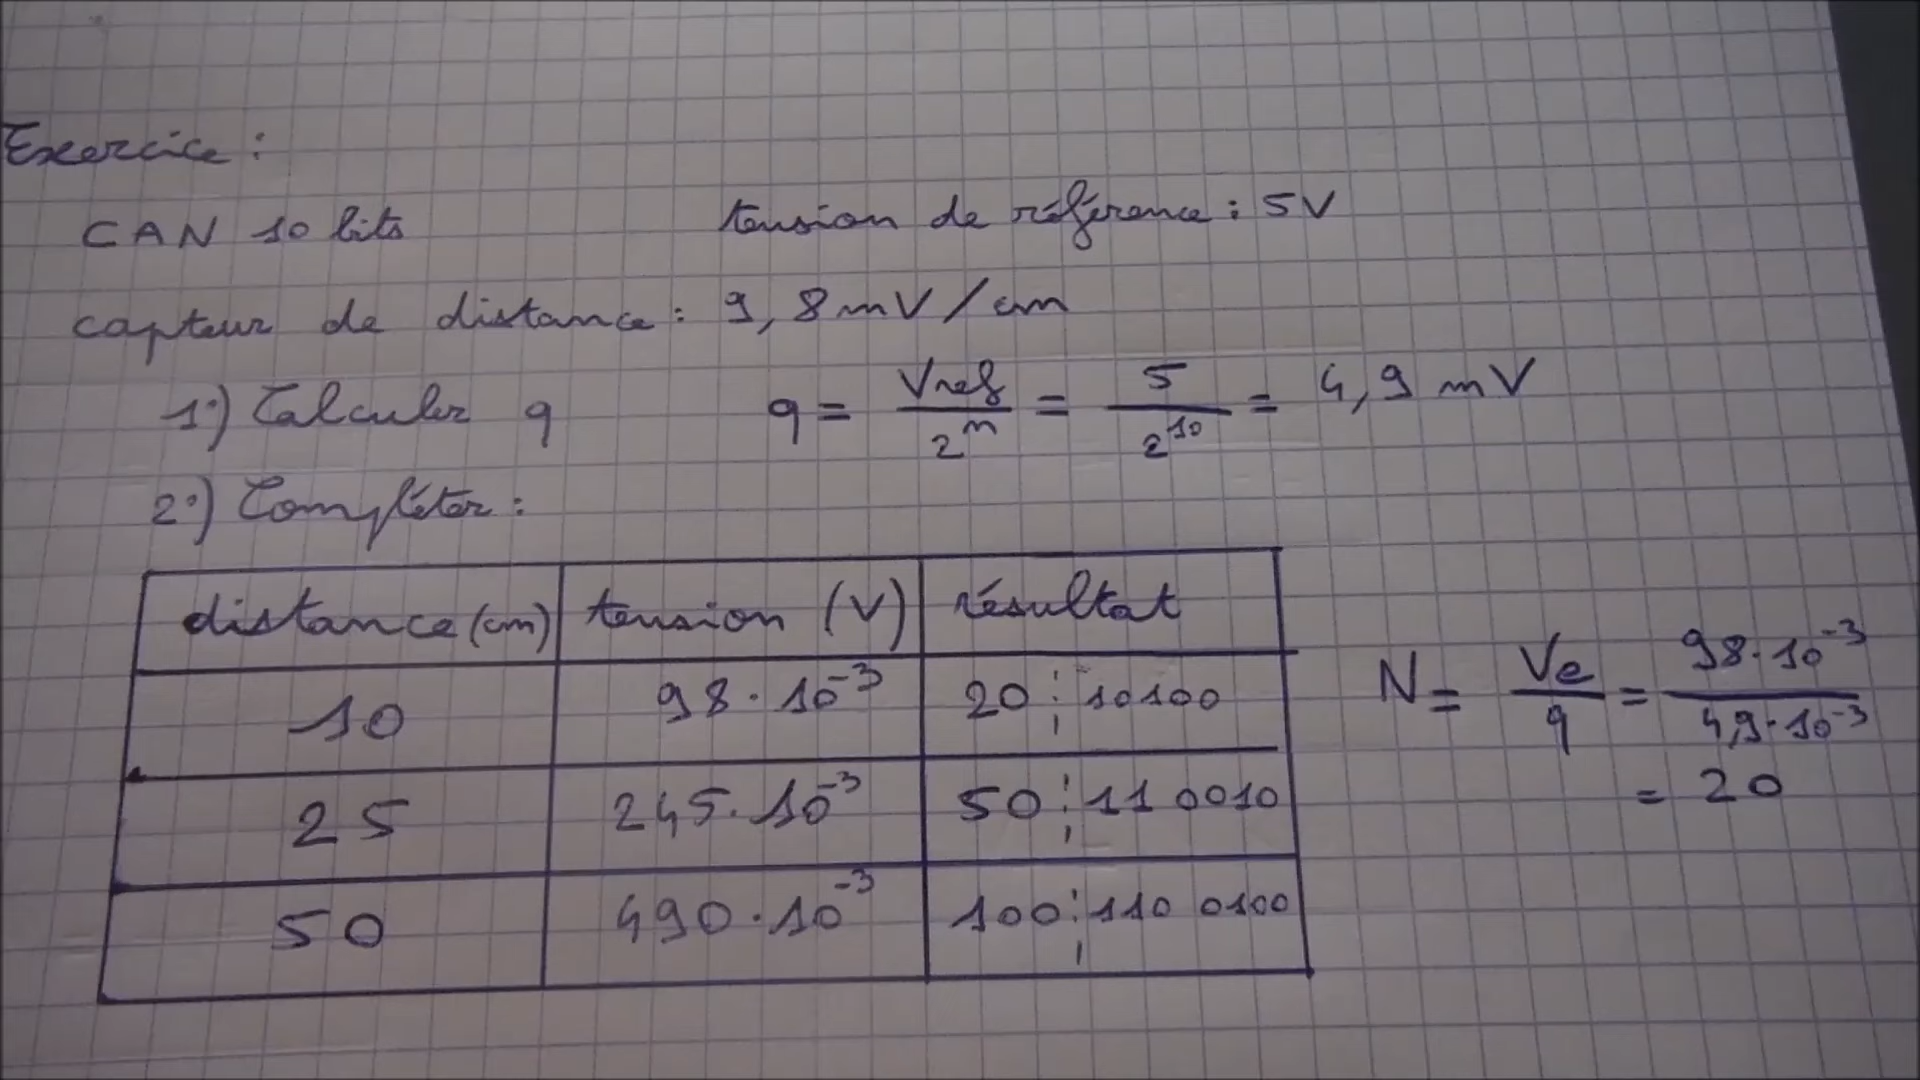 Exercice :
CAN 10 bits tension de référence : 5V
capteur de distance : 9,8 mV/cm
1°) Calculer q q = Vref / 2^n = 5 / 2^10 = 4,9 mV
2°) Compléter :
distance (cm) tension (V) résultat
10 98 · 10^-3 20 ¦ 10100
25 245 · 10^-3 50 ¦ 11 0010
50 490 · 10^-3 100 ¦ 110 0100
N = Ve / q = 98 · 10^-3 / 4,9 · 10^-3
= 20